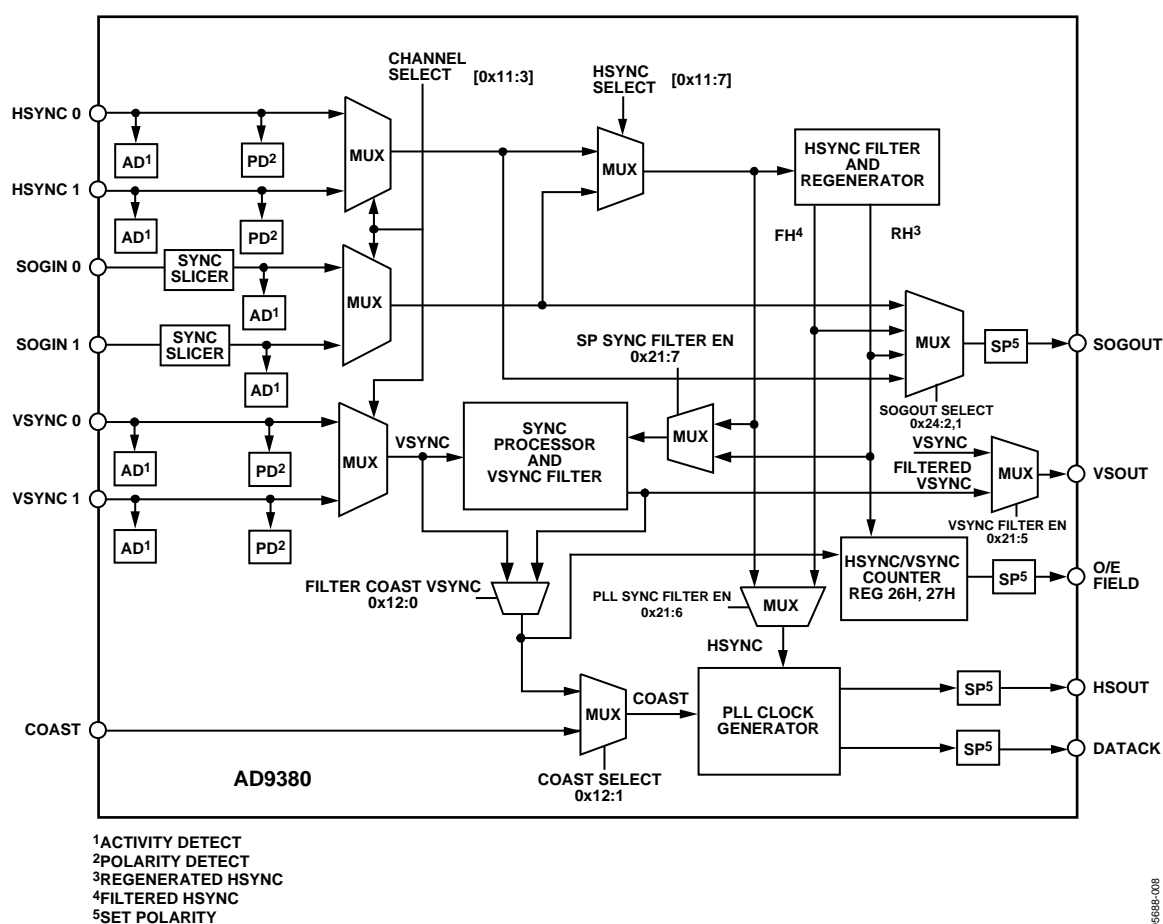 CHANNEL
SELECT [0x11:3]
HSYNC
SELECT [0x11:7]
HSYNC 0
AD1
PD2
MUX
MUX
HSYNC FILTER
AND
REGENERATOR
HSYNC 1
AD1
PD2
FH4
RH3
SOGIN 0
SYNC
SLICER
AD1
MUX
SOGIN 1
SYNC
SLICER
AD1
SP SYNC FILTER EN
0x21:7
MUX
SP5
SOGOUT
SOGOUT SELECT
0x24:2,1
VSYNC 0
AD1
PD2
MUX
VSYNC
SYNC
PROCESSOR
AND
VSYNC FILTER
MUX
VSYNC
FILTERED
VSYNC
MUX
VSOUT
VSYNC FILTER EN
0x21:5
VSYNC 1
AD1
PD2
FILTER COAST VSYNC
0x12:0
PLL SYNC FILTER EN
0x21:6
MUX
HSYNC
HSYNC/VSYNC
COUNTER
REG 26H, 27H
SP5
O/E
FIELD
COAST
MUX
COAST
PLL CLOCK
GENERATOR
SP5
HSOUT
SP5
DATACK
COAST SELECT
0x12:1
AD9380
1ACTIVITY DETECT
2POLARITY DETECT
3REGENERATED HSYNC
4FILTERED HSYNC
5SET POLARITY
05688-008